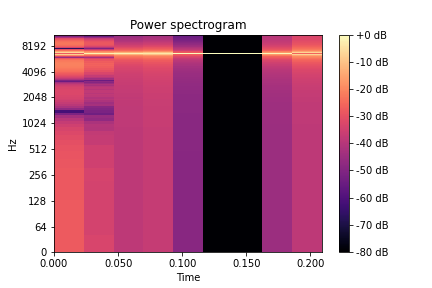 Power spectrogram
8192
4096
2048
1024
512
256
128
64
0
Hz
0.000
0.050
0.100
0.150
0.200
Time
+0 dB
-10 dB
-20 dB
-30 dB
-40 dB
-50 dB
-60 dB
-70 dB
-80 dB